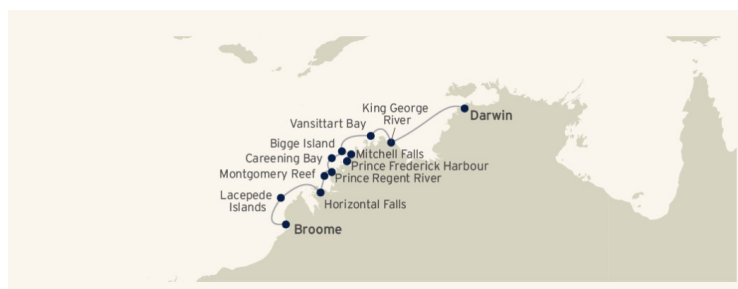 King George
River
Darwin
Vansittart Bay
Bigge Island
Mitchell Falls
Careening Bay
Prince Frederick Harbour
Montgomery Reef
Prince Regent River
Lacepede
Islands
Horizontal Falls
Broome